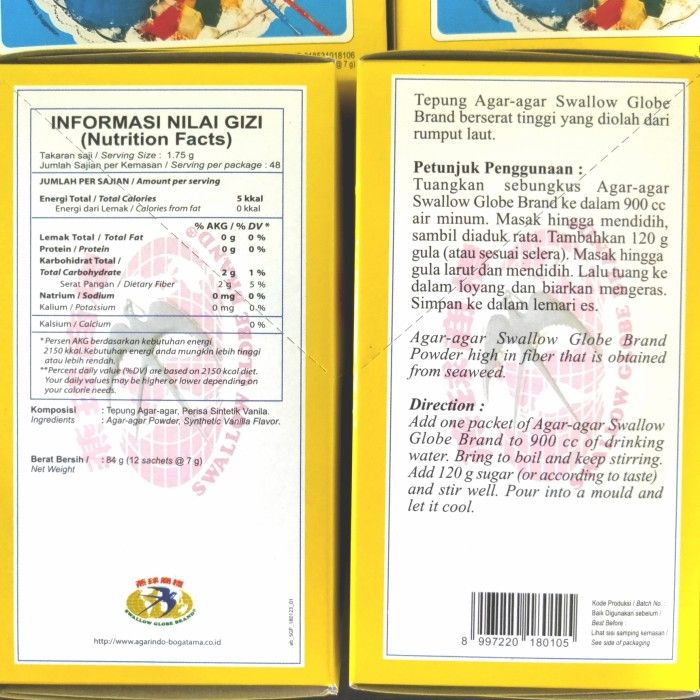 8997 22018106
@ 7 g)
INFORMASI NILAI GIZI
(Nutrition Facts)
Takaran saji / Serving Size : 1.75 g
Jumlah Sajian per Kemasan / Serving per package : 48
JUMLAH PER SAJIAN / Amount per serving
Energi Total / Total Calories 5 kkal
Energi dari Lemak / Calories from fat 0 kkal
% AKG / % DV *
Lemak Total / Total Fat 0 g 0 %
Protein / Protein 0 g 0 %
Karbohidrat Total /
Total Carbohydrate 2 g 1 %
Serat Pangan / Dietary Fiber 2 g 5 %
Natrium / Sodium 0 mg 0 %
Kalium / Potassium 0 mg 0 %
Kalsium / Calcium 0 %
*Persen AKG berdasarkan kebutuhan energi
2150 kkal. Kebutuhan energi anda mungkin lebih tinggi
atau lebih rendah.
**Percent daily value (%DV) are based on 2150 kcal diet.
Your daily values may be higher or lower depending on
your calorie needs.
Komposisi : Tepung Agar-agar, Perisa Sintetik Vanila.
Ingredients : Agar-agar Powder, Synthetic Vanilla Flavor.
Berat Bersih / : 84 g (12 sachets @ 7 g)
Net Weight
SWALLOW GLOBE BRAND®
燕球商標
SWALLOW GLOBE BRAND
http://www.agarindo-bogatama.co.id
Tepung Agar-agar Swallow Globe
Brand berserat tinggi yang diolah dari
rumput laut.
Petunjuk Penggunaan :
Tuangkan sebungkus Agar-agar
Swallow Globe Brand ke dalam 900 cc
air minum. Masak hingga mendidih,
sambil diaduk rata. Tambahkan 120 g
gula (atau sesuai selera). Masak hingga
gula larut dan mendidih. Lalu tuang ke
dalam loyang dan biarkan mengeras.
Simpan ke dalam lemari es.
Agar-agar Swallow Globe Brand
Powder high in fiber that is obtained
from seaweed.
Direction :
Add one packet of Agar-agar Swallow
Globe Brand to 900 cc of drinking
water. Bring to boil and keep stirring.
Add 120 g sugar (or according to taste)
and stir well. Pour into a mould and
let it cool.
SWALLOW GLOBE
8 997220 180105
Kode Produksi / Batch No. :
Baik Digunakan sebelum /
Best Before :
Lihat sisi samping kemasan /
See side of packaging